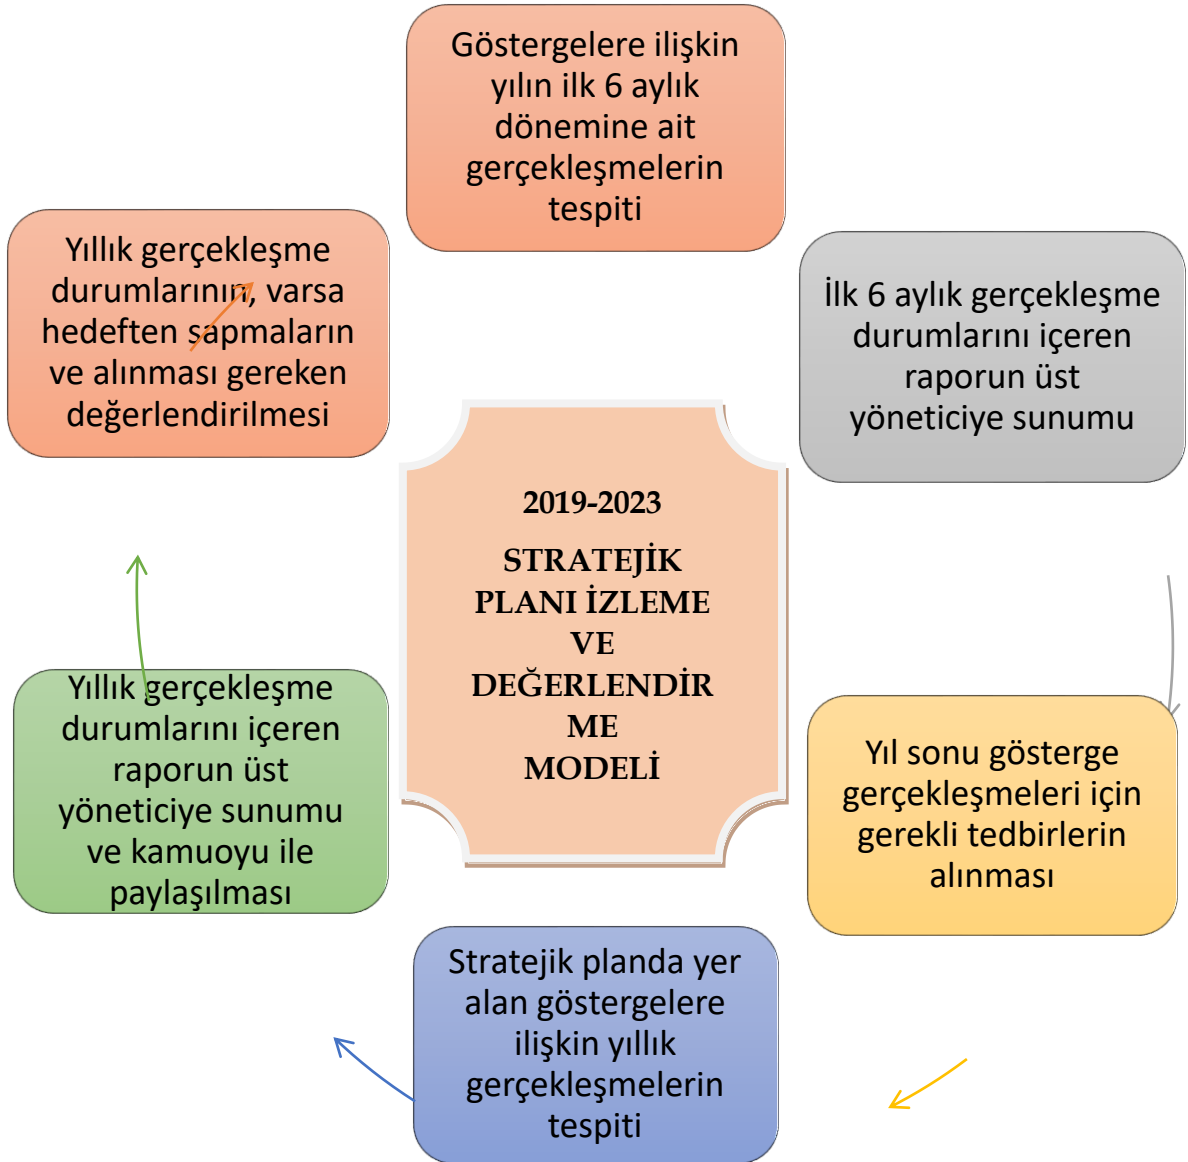 Göstergelere ilişkin
yılın ilk 6 aylık
dönemine ait
gerçekleşmelerin
tespiti
İlk 6 aylık gerçekleşme
durumlarını içeren
raporun üst
yöneticiye sunumu
Yıl sonu gösterge
gerçekleşmeleri için
gerekli tedbirlerin
alınması
Stratejik planda yer
alan göstergelere
ilişkin yıllık
gerçekleşmelerin
tespiti
Yıllık gerçekleşme
durumlarını içeren
raporun üst
yöneticiye sunumu
ve kamuoyu ile
paylaşılması
Yıllık gerçekleşme
durumlarının, varsa
hedeften sapmaların
ve alınması gereken
değerlendirilmesi
2019-2023
STRATEJİK
PLANI İZLEME
VE
DEĞERLENDİR
ME
MODELİ